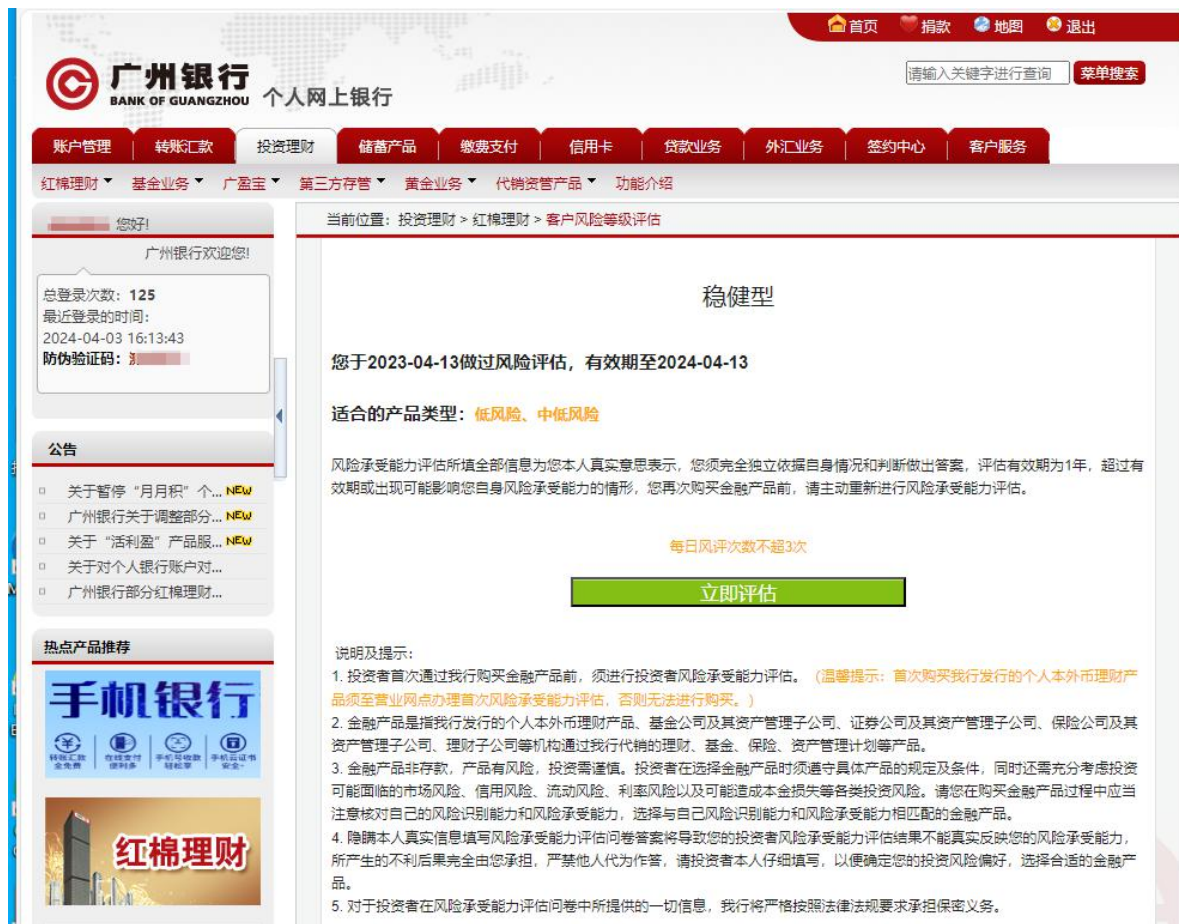 首页 捐款 地图 退出
广州银行
BANK OF GUANGZHOU
个人网上银行
请输入关键字进行查询 菜单搜索
账户管理 转账汇款 投资理财 储蓄产品 缴费支付 信用卡 贷款业务 外汇业务 签约中心 客户服务
红棉理财 基金业务 广盈宝 第三方存管 黄金业务 代销资管产品 功能介绍
您好!
广州银行欢迎您!
总登录次数：125
最近登录的时间：
2024-04-03 16:13:43
防伪验证码：
公告
关于暂停“月月积”个... NEW
广州银行关于调整部分... NEW
关于“活利盈”产品服... NEW
关于对个人银行账户对...
广州银行部分红棉理财...
热点产品推荐
手机银行
转账汇款 在线支付 手机号收款 手机云证书
全免费 便利多 轻松享 安全+
红棉理财
当前位置：投资理财 > 红棉理财 > 客户风险等级评估
稳健型
您于2023-04-13做过风险评估，有效期至2024-04-13
适合的产品类型：低风险、中低风险
风险承受能力评估所填全部信息为您本人真实意思表示，您须完全独立依据自身情况和判断做出答案，评估有效期为1年，超过有
效期或出现可能影响您自身风险承受能力的情形，您再次购买金融产品前，请主动重新进行风险承受能力评估。
每日风评次数不超3次
立即评估
说明及提示：
1. 投资者首次通过我行购买金融产品前，须进行投资者风险承受能力评估。（温馨提示：首次购买我行发行的个人本外币理财产
品须至营业网点办理首次风险承受能力评估，否则无法进行购买。）
2. 金融产品是指我行发行的个人本外币理财产品、基金公司及其资产管理子公司、证券公司及其资产管理子公司、保险公司及其
资产管理子公司、理财子公司等机构通过我行代销的理财、基金、保险、资产管理计划等产品。
3. 金融产品非存款，产品有风险，投资需谨慎。投资者在选择金融产品时须遵守具体产品的规定及条件，同时还需充分考虑投资
可能面临的市场风险、信用风险、流动风险、利率风险以及可能造成本金损失等各类投资风险。请您在购买金融产品过程中应当
注意核对自己的风险识别能力和风险承受能力，选择与自己风险识别能力和风险承受能力相匹配的金融产品。
4. 隐瞒本人真实信息填写风险承受能力评估问卷答案将导致您的投资者风险承受能力评估结果不能真实反映您的风险承受能力，
所产生的不利后果完全由您承担，严禁他人代为作答，请投资者本人仔细填写，以便确定您的投资风险偏好，选择合适的金融产
品。
5. 对于投资者在风险承受能力评估问卷中所提供的一切信息，我行将严格按照法律法规要求承担保密义务。